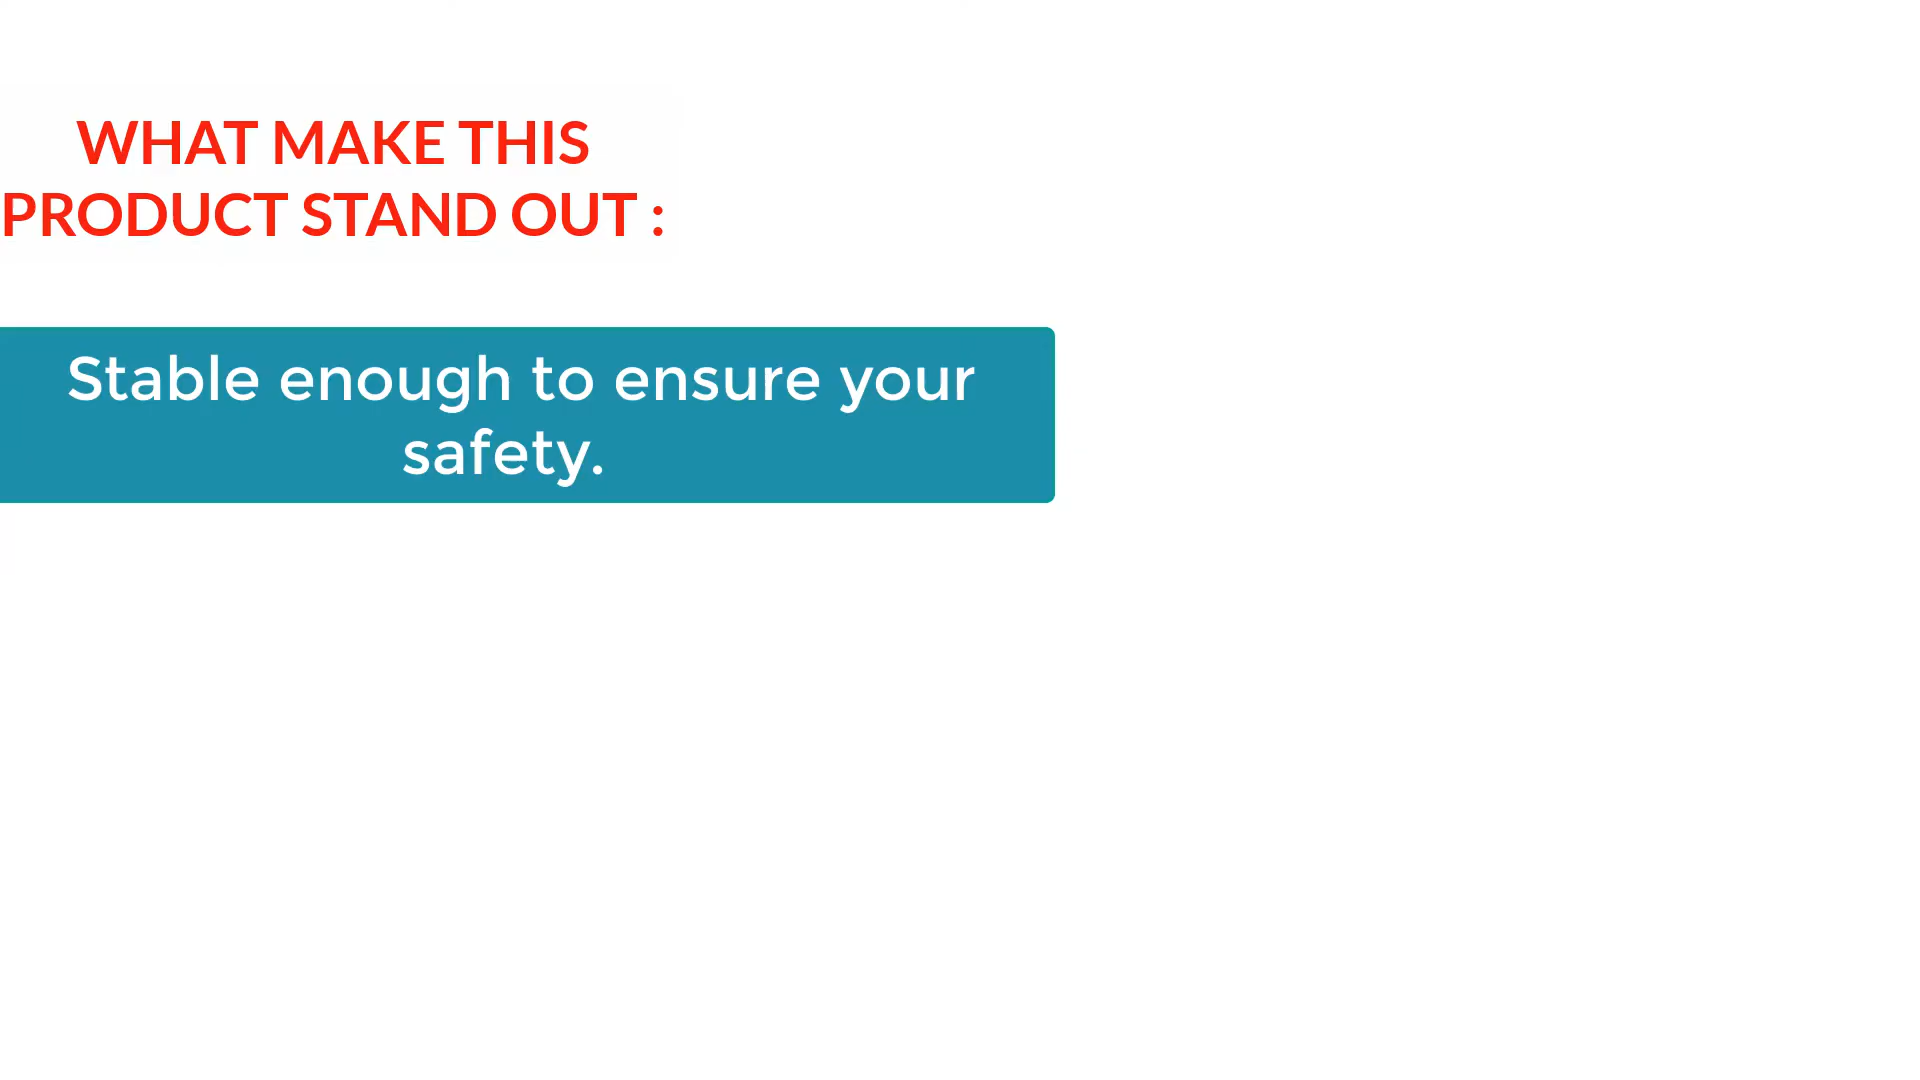 WHAT MAKE THIS
PRODUCT STAND OUT :
Stable enough to ensure your
safety.